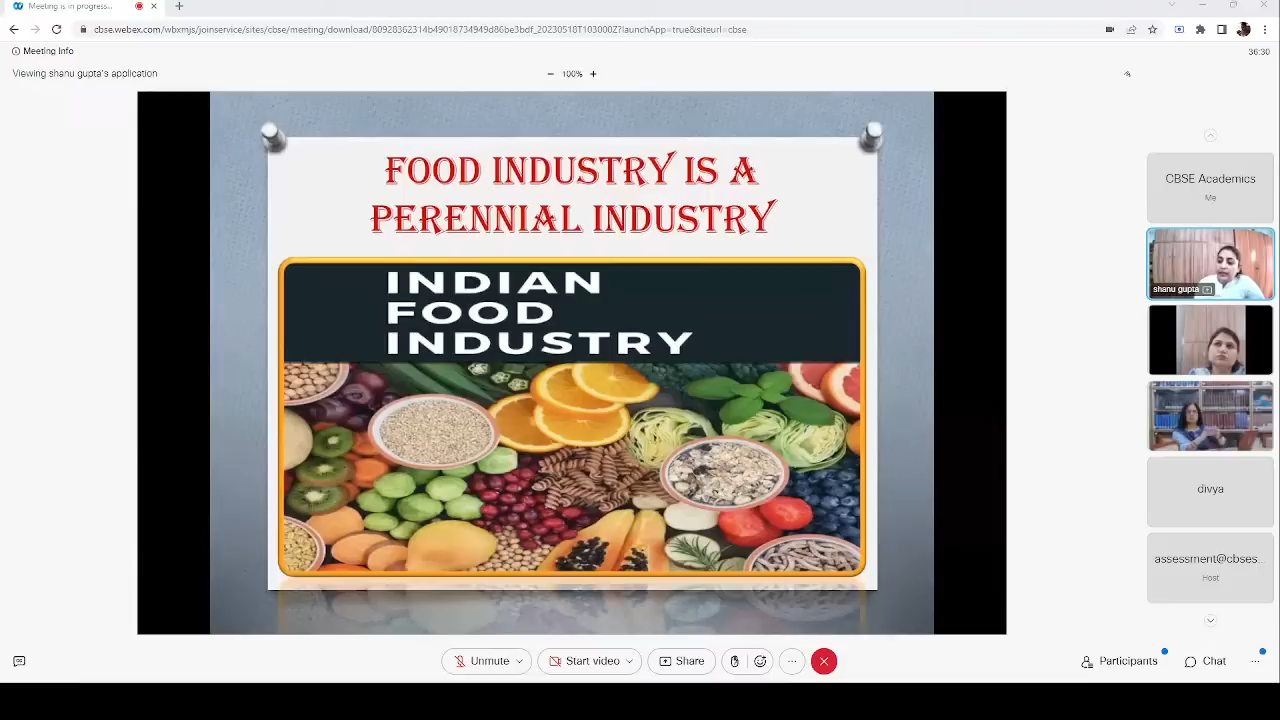 Meeting is in progress...
cbse.webex.com/wbxmjs/joinservice/sites/cbse/meeting/download/80928362314b49018734949d86be3bdf_20230518T103000Z?launchApp=true&siteurl=cbse
Meeting Info
36:30
Viewing shanu gupta's application
100%
FOOD INDUSTRY IS A
PERENNIAL INDUSTRY
INDIAN
FOOD
INDUSTRY
CBSE Academics
Me
shanu gupta
divya
assessment@cbses...
Host
Unmute
Start video
Share
Participants
Chat